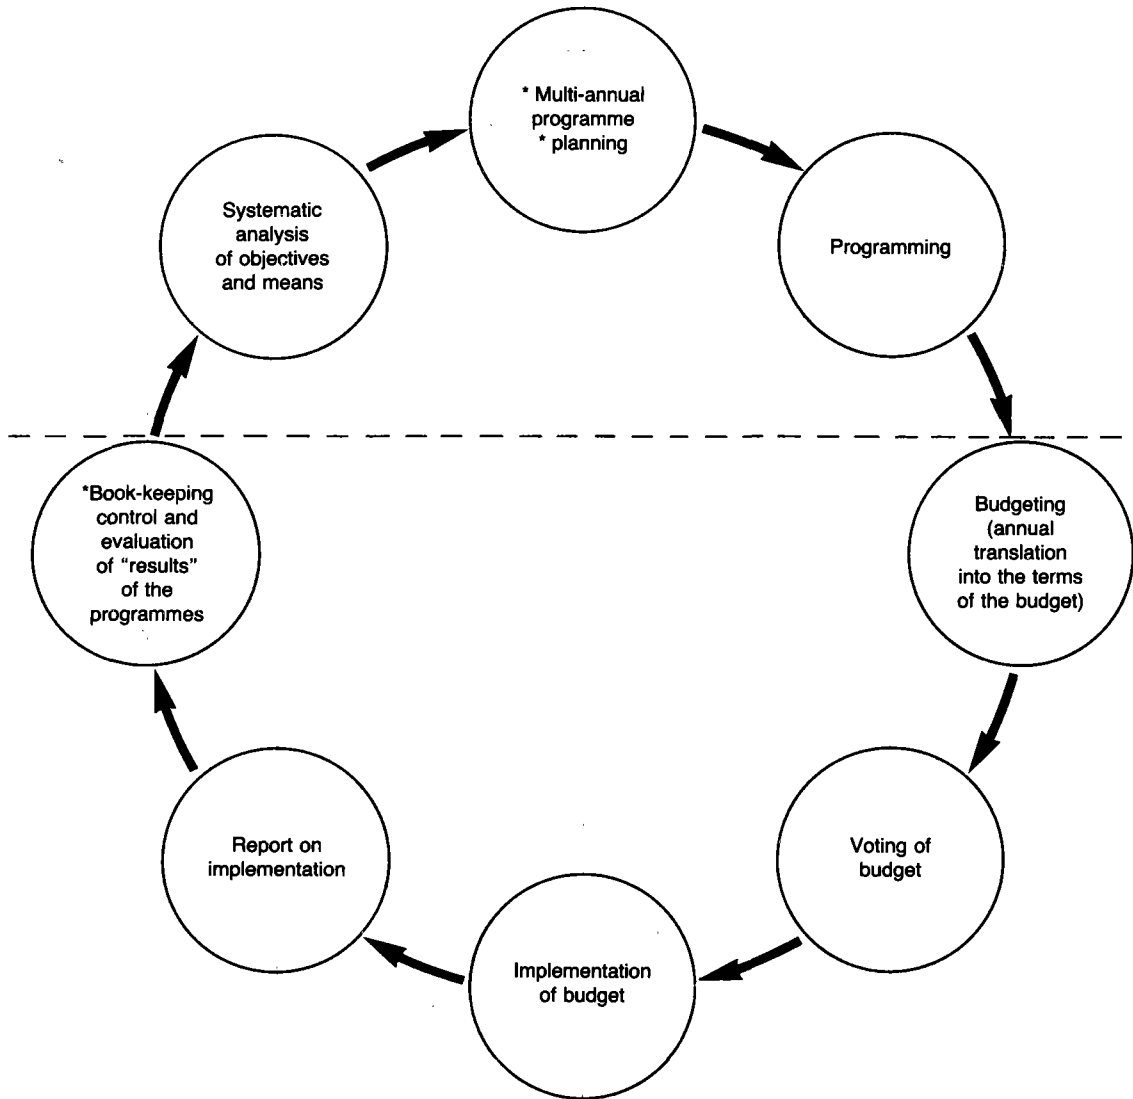 * Multi-annual
programme
* planning
Systematic
analysis
of objectives
and means
Programming
*Book-keeping
control and
evaluation
of “results”
of the
programmes
Budgeting
(annual
translation
into the terms
of the budget)
Report on
implementation
Voting of
budget
Implementation
of budget